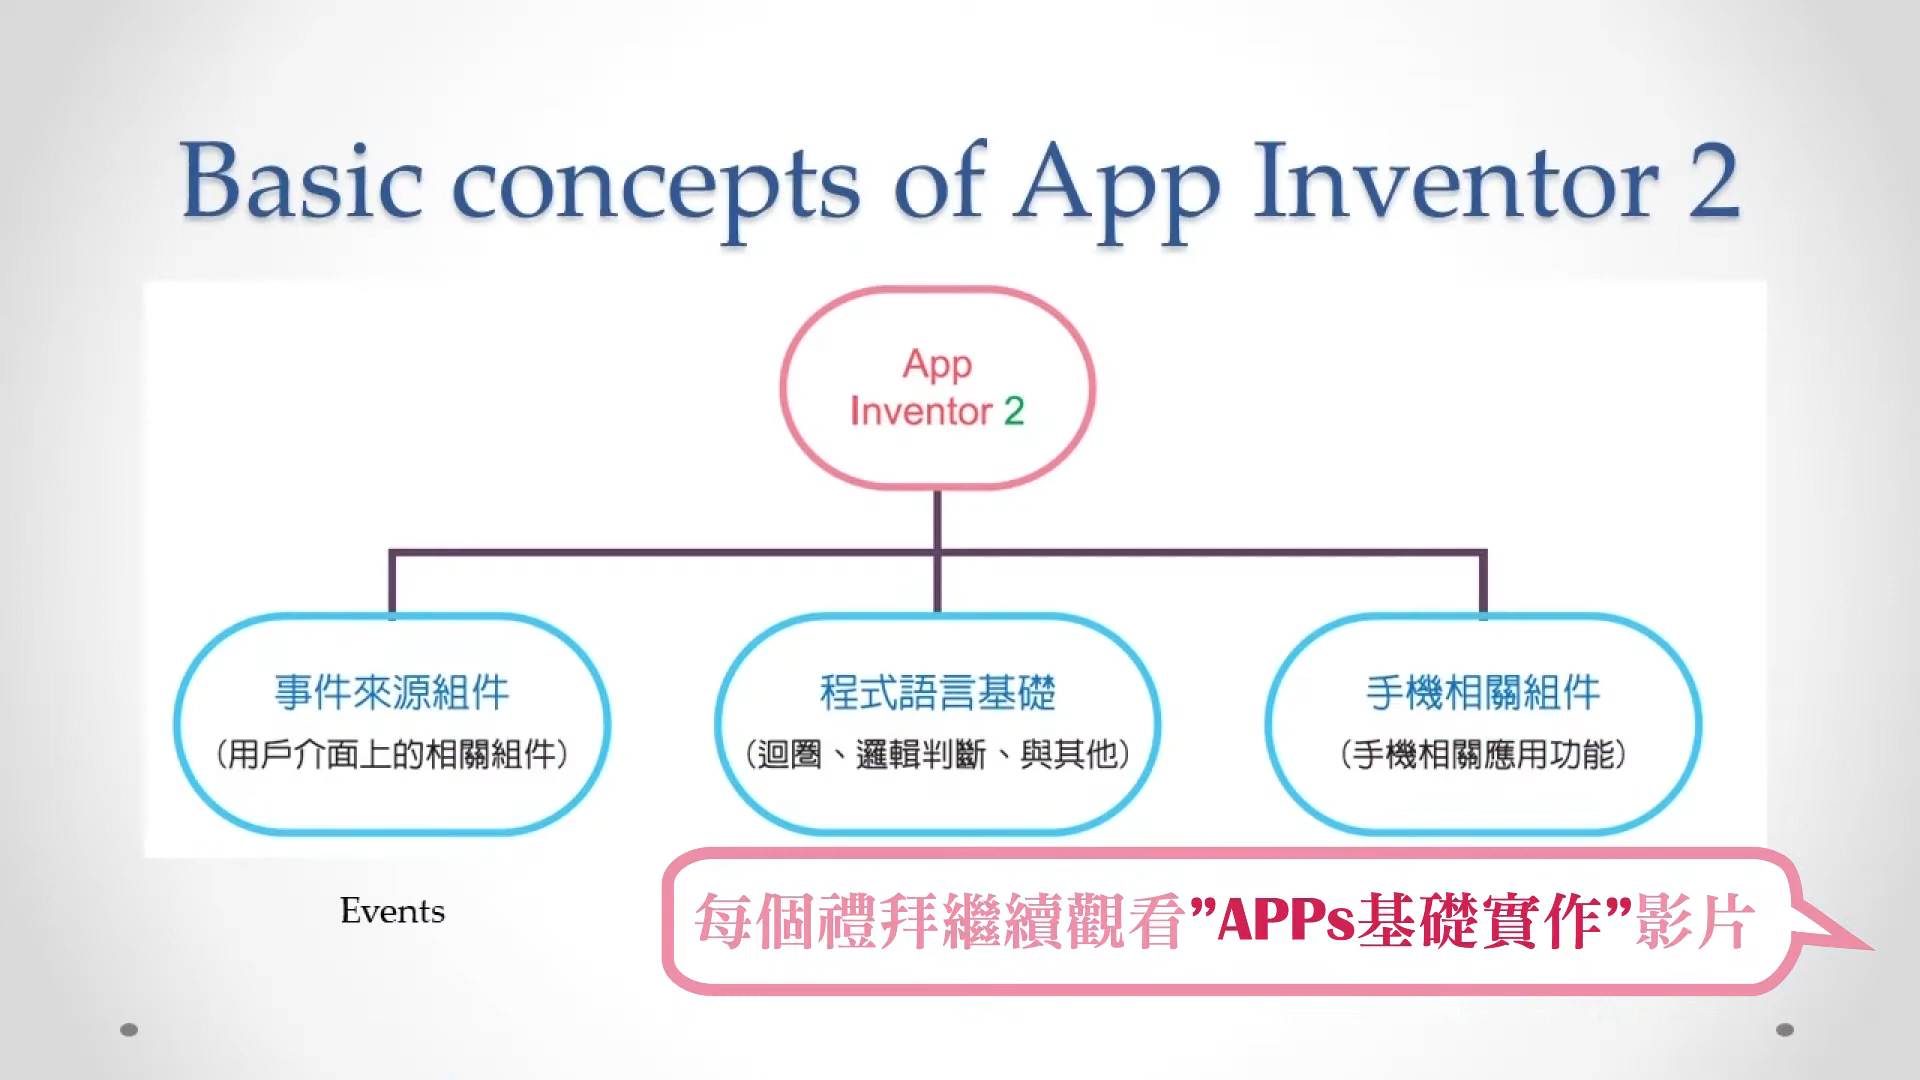 Basic concepts of App Inventor 2
App
Inventor 2
事件來源組件
（用戶介面上的相關組件）
程式語言基礎
（迴圈、邏輯判斷、與其他）
手機相關組件
（手機相關應用功能）
Events
每個禮拜繼續觀看”APPs基礎實作”影片